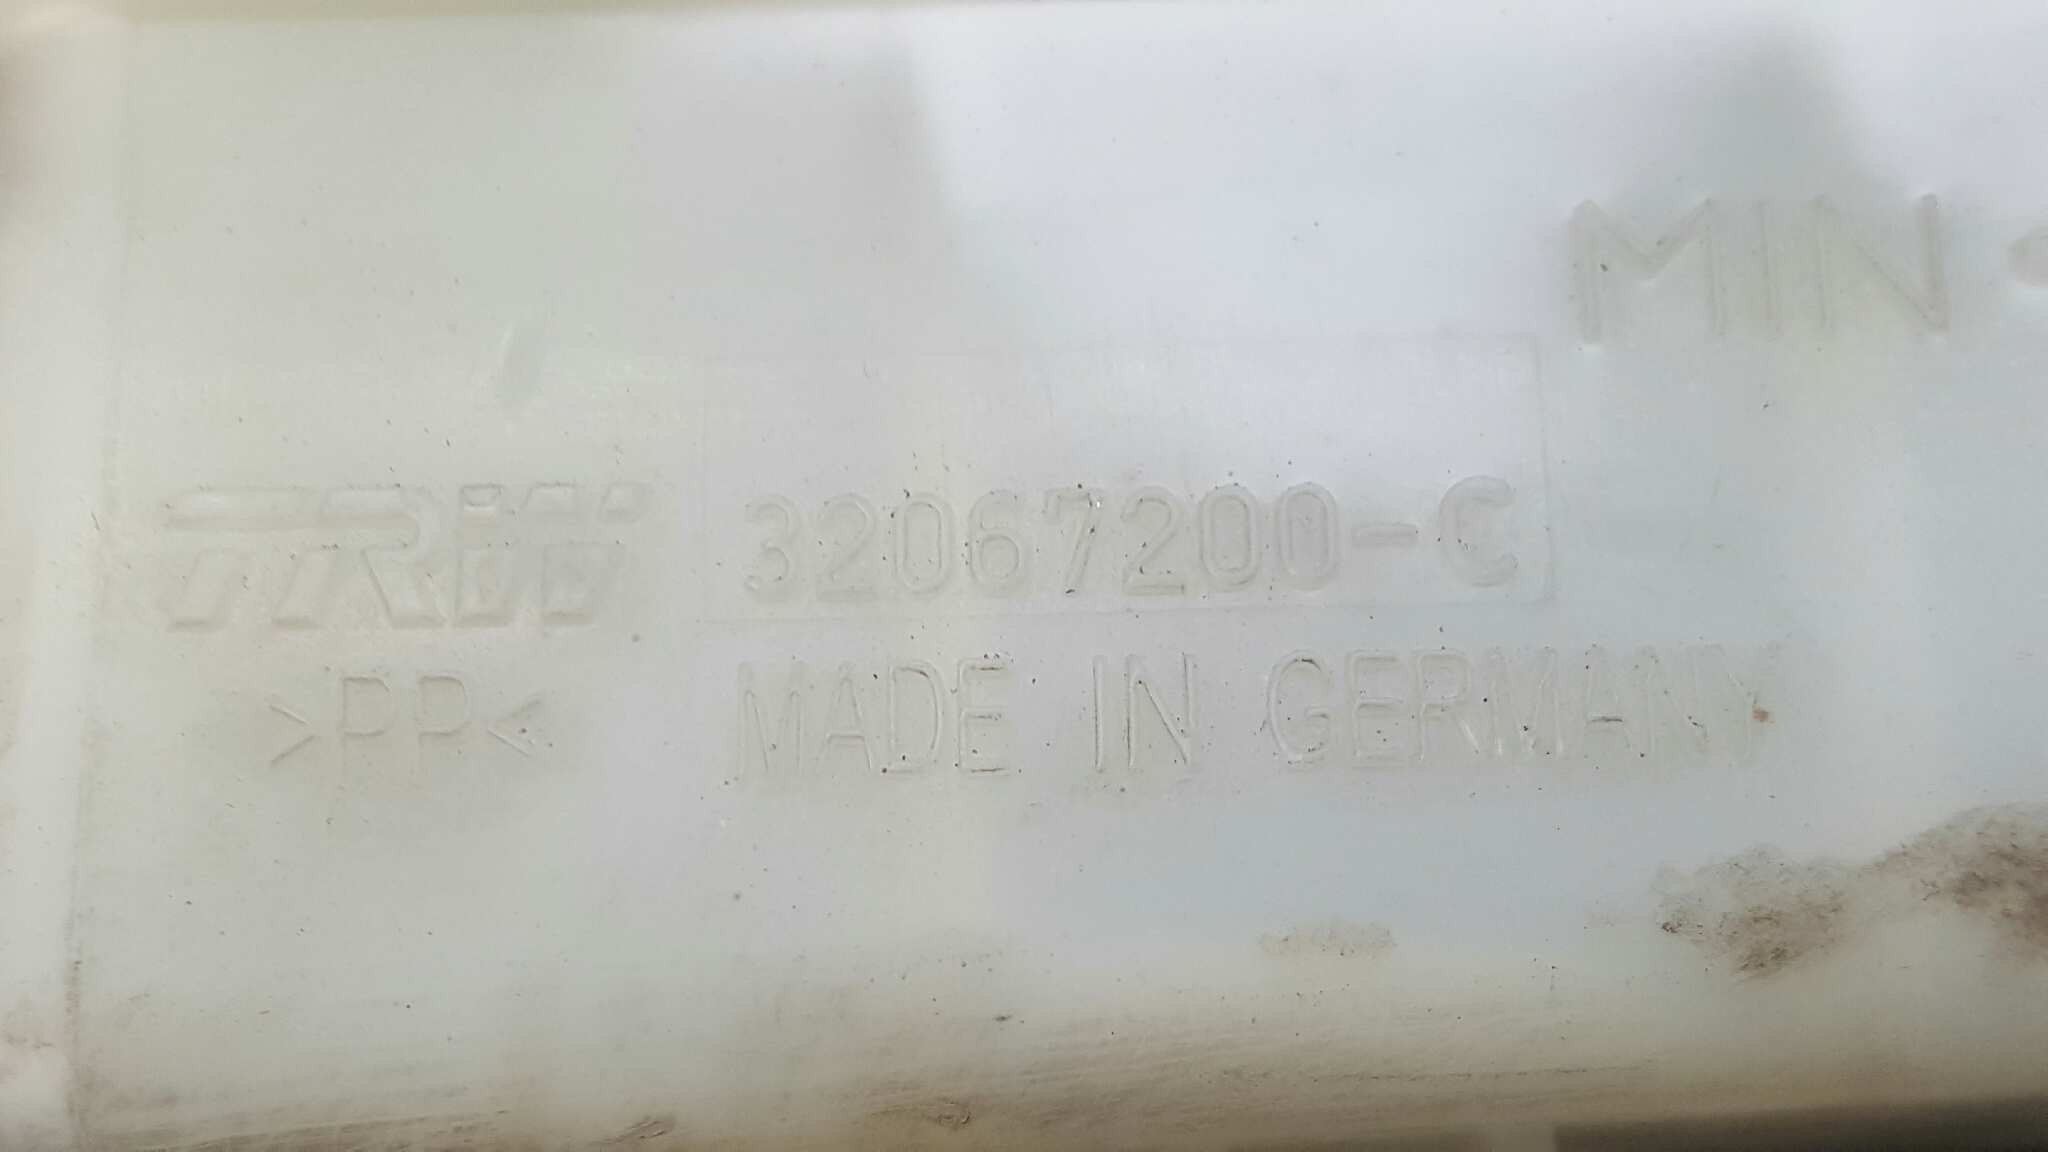 MIN
TRW 32067200-C
>PP< MADE IN GERMANY